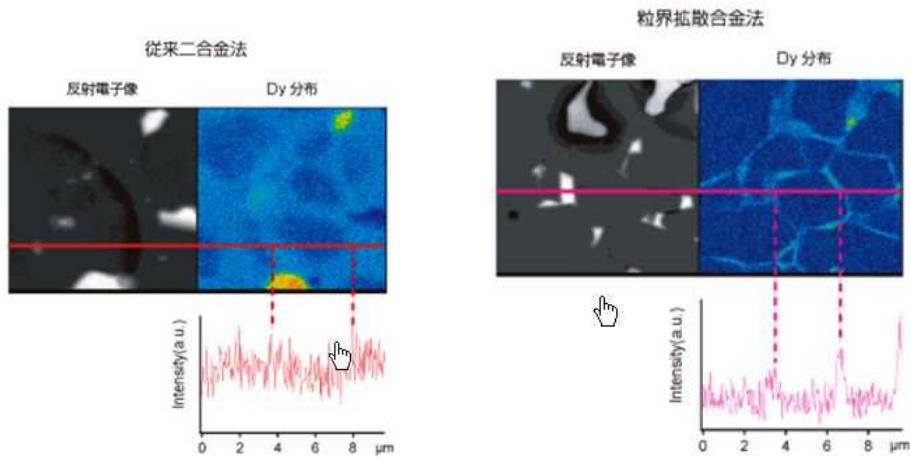 従来二合金法
反射電子像
Dy 分布
Intensity(a.u.)
0 2 4 6 8 μm
粒界拡散合金法
反射電子像
Dy 分布
Intensity(a.u.)
0 2 4 6 8 μm